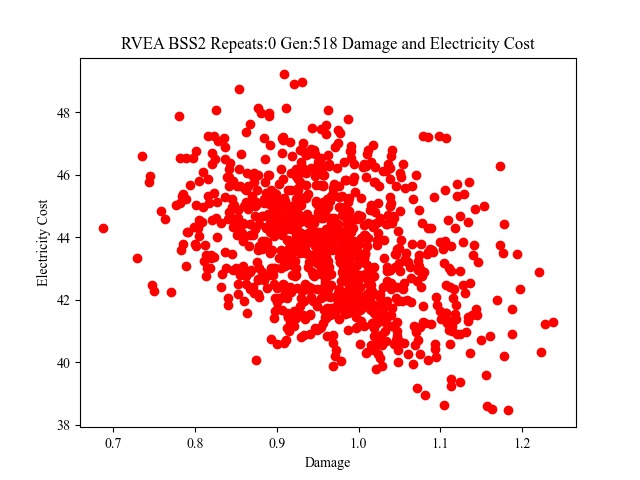 RVEA BSS2 Repeats:0 Gen:518 Damage and Electricity Cost
48
46
44
42
40
38
Electricity Cost
0.7 0.8 0.9 1.0 1.1 1.2
Damage